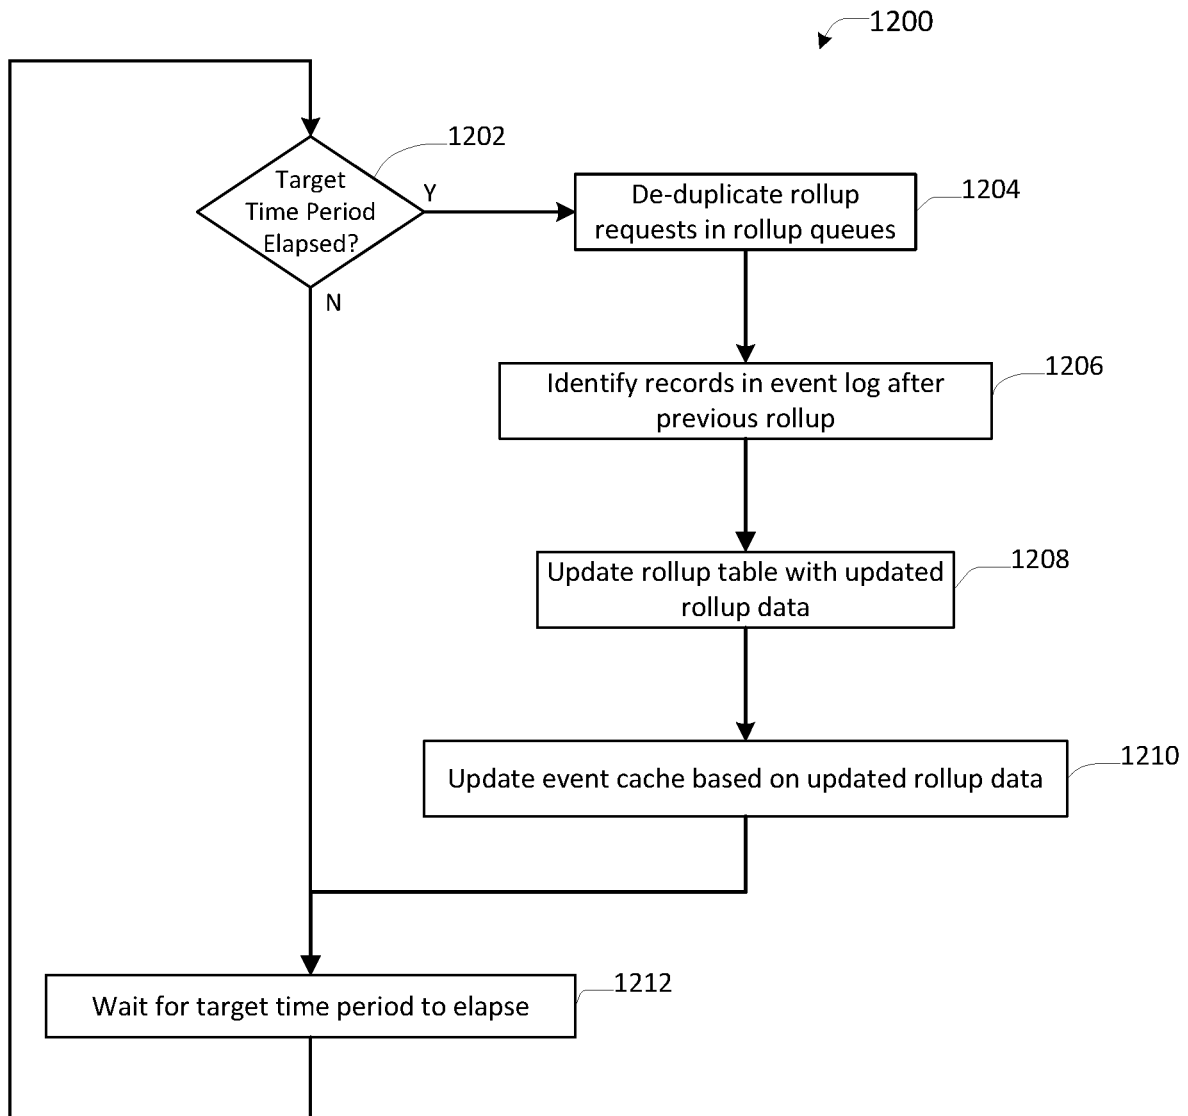 1200
1202
Target
Time Period
Elapsed?
Y
N
De-duplicate rollup
requests in rollup queues
1204
Identify records in event log after
previous rollup
1206
Update rollup table with updated
rollup data
1208
Update event cache based on updated rollup data
1210
Wait for target time period to elapse
1212